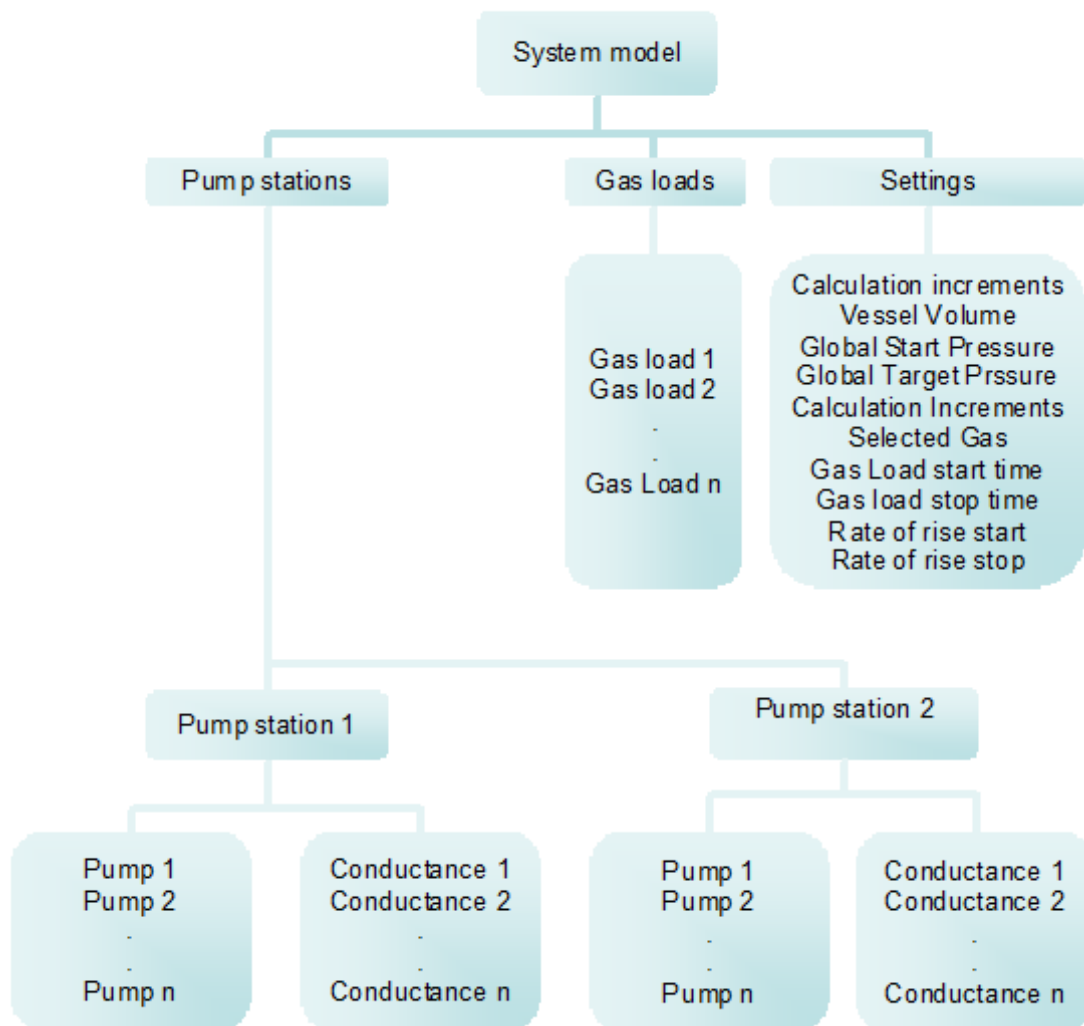 System model
Pump stations
Gas loads
Settings
Gas load 1
Gas load 2
.
.
Gas Load n
Calculation increments
Vessel Volume
Global Start Pressure
Global Target Prssure
Calculation Increments
Selected Gas
Gas Load start time
Gas load stop time
Rate of rise start
Rate of rise stop
Pump station 1
Pump station 2
Pump 1
Pump 2
.
.
Pump n
Conductance 1
Conductance 2
.
.
Conductance n
Pump 1
Pump 2
.
.
Pump n
Conductance 1
Conductance 2
.
.
Conductance n